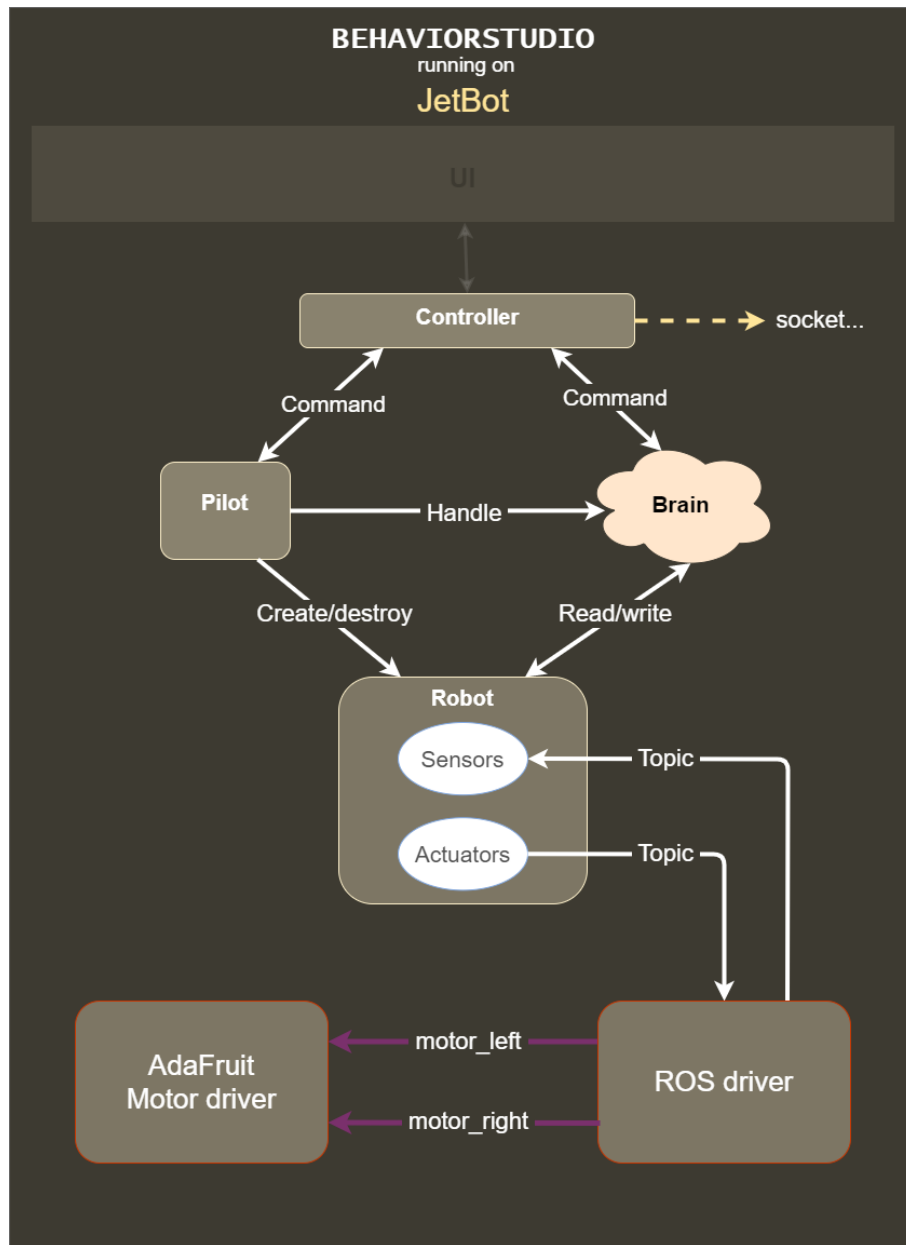 BEHAVIORSTUDIO
running on
JetBot
UI
Controller
socket...
Command
Command
Pilot
Handle
Brain
Create/destroy
Read/write
Robot
Sensors
Topic
Actuators
Topic
AdaFruit
Motor driver
motor_left
motor_right
ROS driver